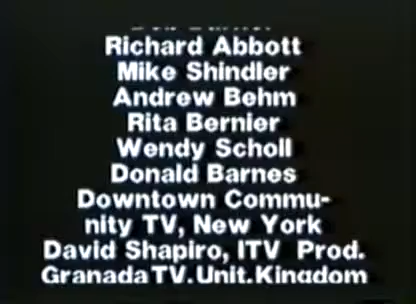 Richard Abbott
Mike Shindler
Andrew Behm
Rita Bernier
Wendy Scholl
Donald Barnes
Downtown Commu-
nity TV, New York
David Shapiro, ITV Prod.
Granada TV.Unit.Kingdom